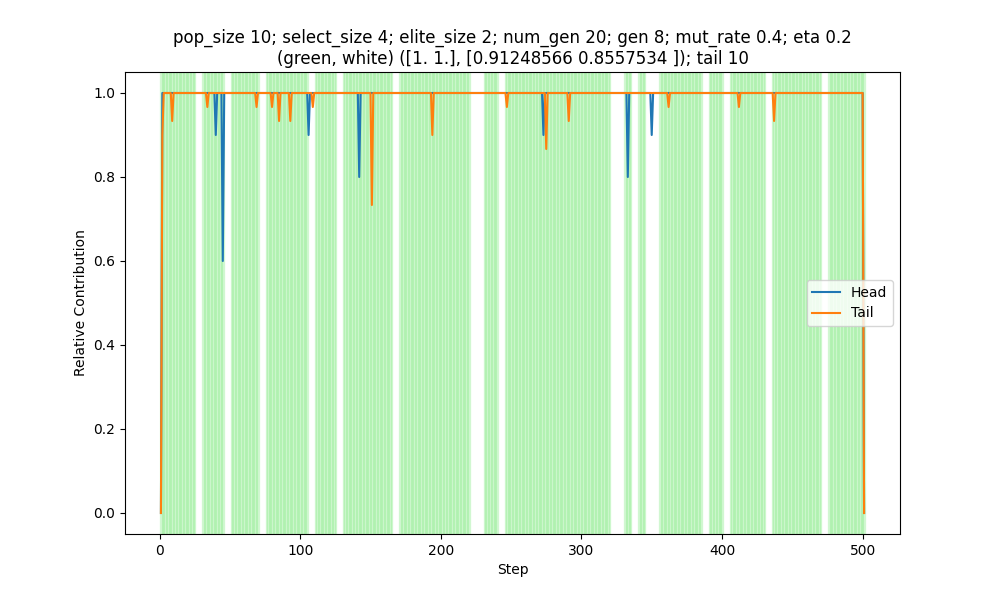 pop_size 10; select_size 4; elite_size 2; num_gen 20; gen 8; mut_rate 0.4; eta 0.2
(green, white) ([1. 1.], [0.91248566 0.8557534 ]); tail 10
1.0
0.8
0.6
0.4
0.2
0.0
Relative Contribution
Head
Tail
0
100
200
300
400
500
Step